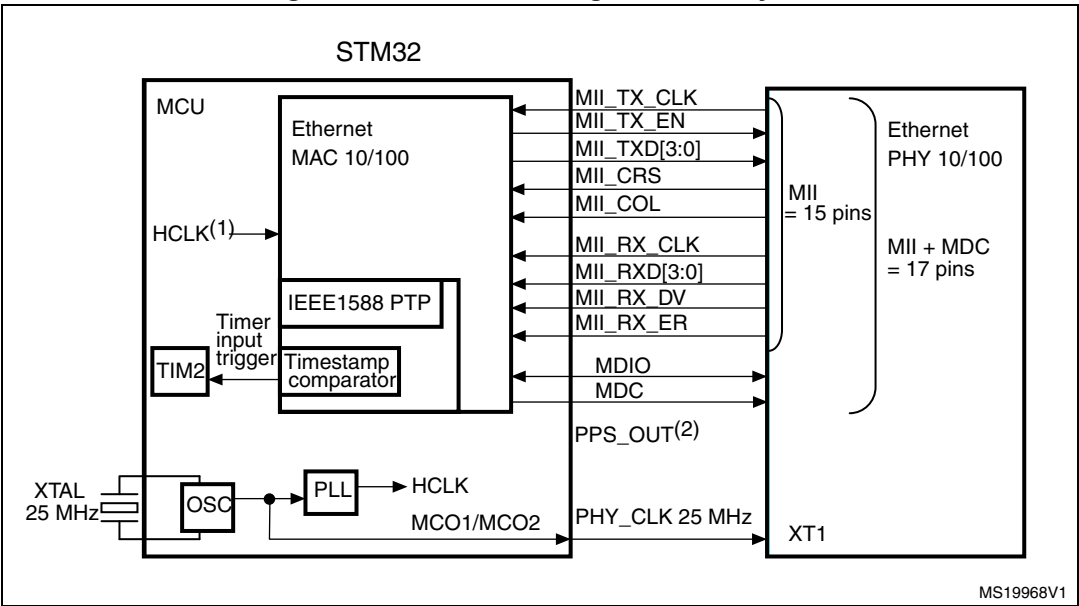 STM32
MCU
Ethernet
MAC 10/100
HCLK(1)
IEEE1588 PTP
Timer
input
trigger
TIM2
Timestamp
comparator
MII_TX_CLK
MII_TX_EN
MII_TXD[3:0]
MII_CRS
MII_COL
MII_RX_CLK
MII_RXD[3:0]
MII_RX_DV
MII_RX_ER
MDIO
MDC
PPS_OUT(2)
MII
= 15 pins
Ethernet
PHY 10/100
MII + MDC
= 17 pins
XTAL
25 MHz
OSC
PLL
HCLK
MCO1/MCO2
PHY_CLK 25 MHz
XT1
MS19968V1